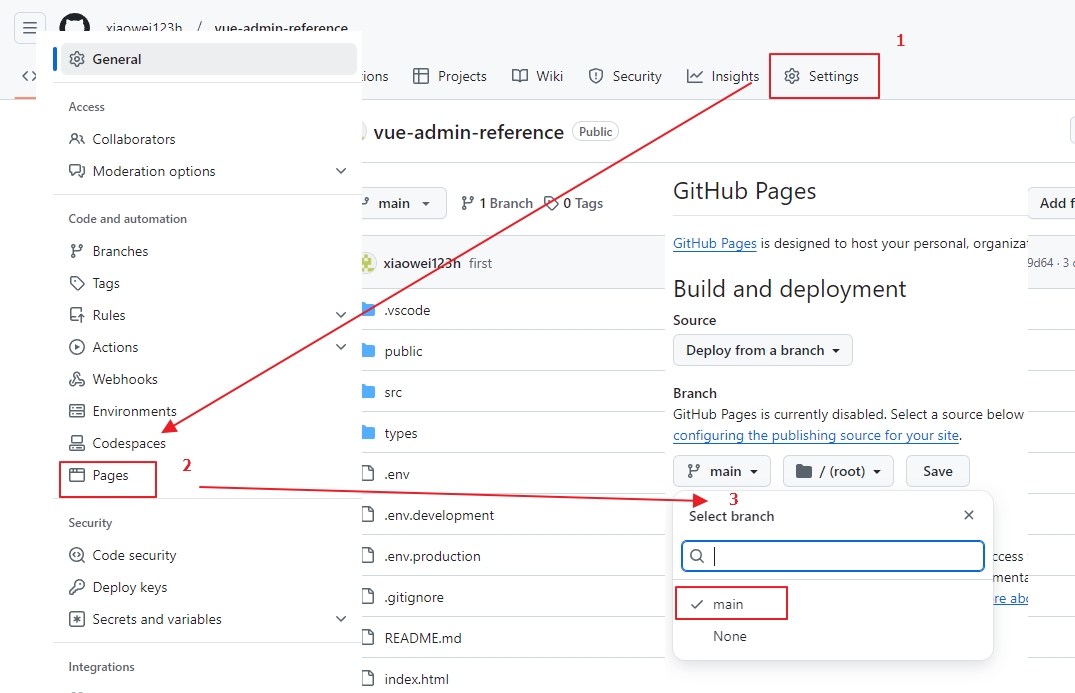 xiaowei123h / vue-admin-reference
1
Projects
Wiki
Security
Insights
Settings
General
Access
Collaborators
Moderation options
Code and automation
Branches
Tags
Rules
Actions
Webhooks
Environments
Codespaces
Pages
2
Security
Code security
Deploy keys
Secrets and variables
Integrations
vue-admin-reference Public
main
1 Branch
0 Tags
Add f
xiaowei123h first
9d64 · 3 c
.vscode
public
src
types
.env
.env.development
.env.production
.gitignore
README.md
index.html
GitHub Pages
GitHub Pages is designed to host your personal, organiza
Build and deployment
Source
Deploy from a branch
Branch
GitHub Pages is currently disabled. Select a source below
configuring the publishing source for your site.
main
/ (root)
Save
3
Select branch
main
None